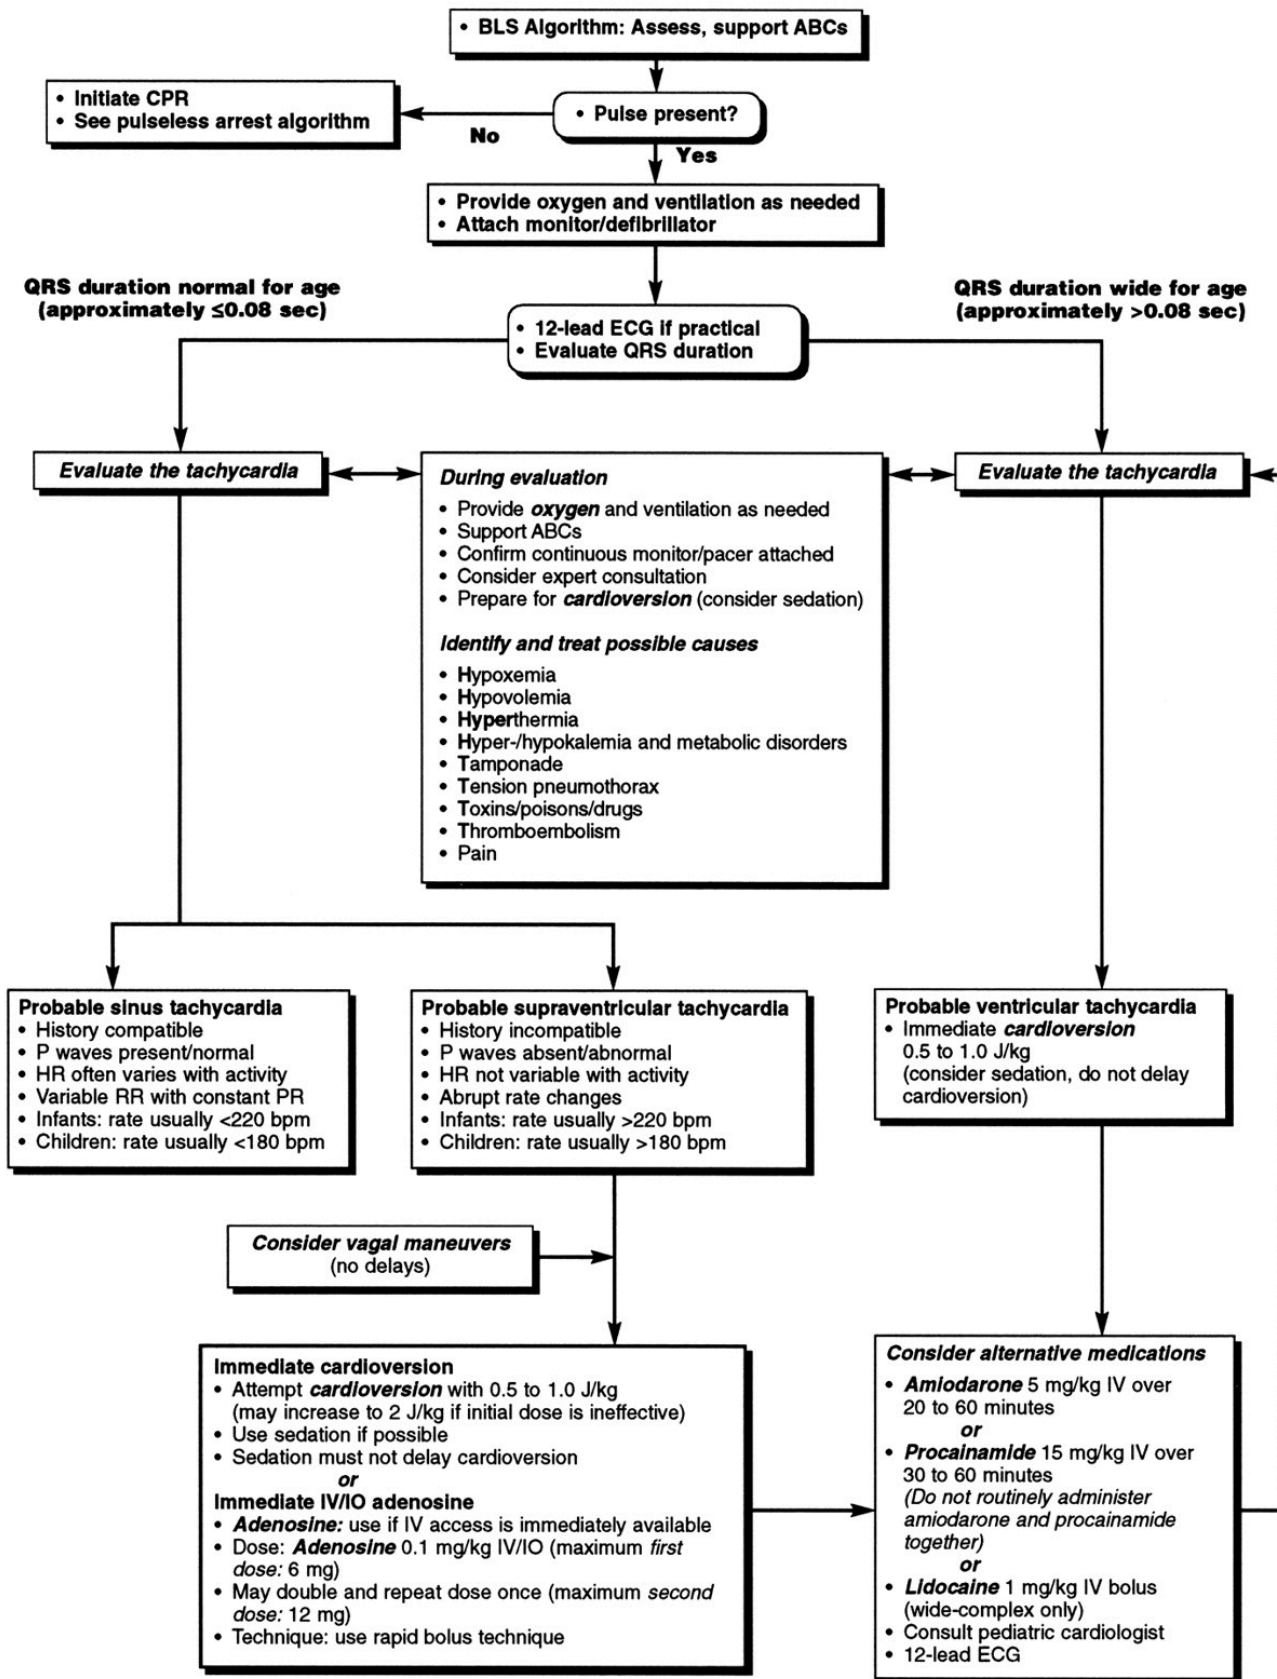 • BLS Algorithm: Assess, support ABCs
• Initiate CPR
• See pulseless arrest algorithm
• Pulse present?
No
Yes
• Provide oxygen and ventilation as needed
• Attach monitor/defibrillator
QRS duration normal for age
(approximately ≤0.08 sec)
QRS duration wide for age
(approximately >0.08 sec)
• 12-lead ECG if practical
• Evaluate QRS duration
Evaluate the tachycardia
During evaluation
• Provide oxygen and ventilation as needed
• Support ABCs
• Confirm continuous monitor/pacer attached
• Consider expert consultation
• Prepare for cardioversion (consider sedation)
Identify and treat possible causes
• Hypoxemia
• Hypovolemia
• Hyperthermia
• Hyper-/hypokalemia and metabolic disorders
• Tamponade
• Tension pneumothorax
• Toxins/poisons/drugs
• Thromboembolism
• Pain
Evaluate the tachycardia
Probable sinus tachycardia
• History compatible
• P waves present/normal
• HR often varies with activity
• Variable RR with constant PR
• Infants: rate usually <220 bpm
• Children: rate usually <180 bpm
Probable supraventricular tachycardia
• History incompatible
• P waves absent/abnormal
• HR not variable with activity
• Abrupt rate changes
• Infants: rate usually >220 bpm
• Children: rate usually >180 bpm
Probable ventricular tachycardia
• Immediate cardioversion
0.5 to 1.0 J/kg
(consider sedation, do not delay
cardioversion)
Consider vagal maneuvers
(no delays)
Immediate cardioversion
• Attempt cardioversion with 0.5 to 1.0 J/kg
(may increase to 2 J/kg if initial dose is ineffective)
• Use sedation if possible
• Sedation must not delay cardioversion
or
Immediate IV/IO adenosine
• Adenosine: use if IV access is immediately available
• Dose: Adenosine 0.1 mg/kg IV/IO (maximum first
dose: 6 mg)
• May double and repeat dose once (maximum second
dose: 12 mg)
• Technique: use rapid bolus technique
Consider alternative medications
• Amiodarone 5 mg/kg IV over
20 to 60 minutes
or
• Procainamide 15 mg/kg IV over
30 to 60 minutes
(Do not routinely administer
amiodarone and procainamide
together)
or
• Lidocaine 1 mg/kg IV bolus
(wide-complex only)
• Consult pediatric cardiologist
• 12-lead ECG